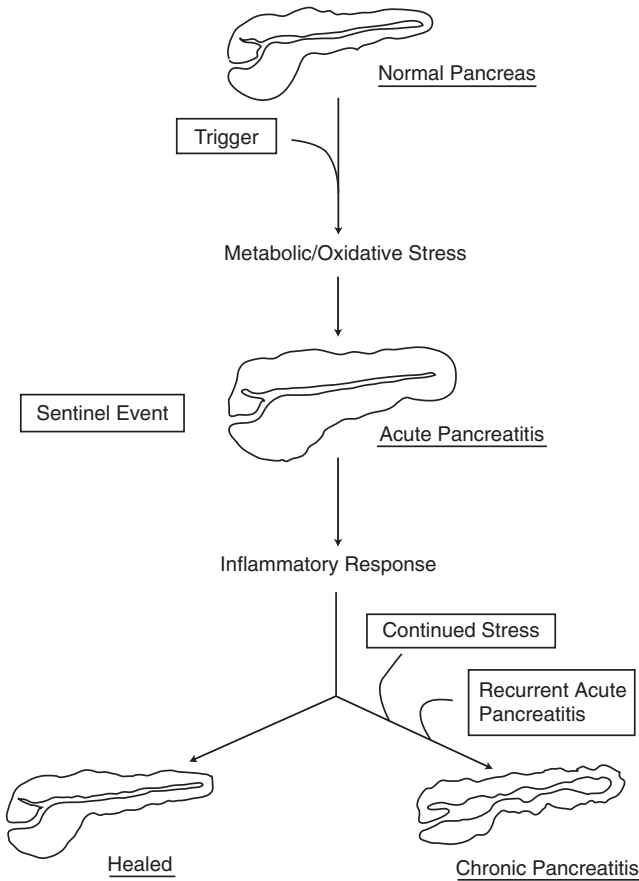 Normal Pancreas
Trigger
Metabolic/Oxidative Stress
Sentinel Event
Acute Pancreatitis
Inflammatory Response
Continued Stress
Recurrent Acute
Pancreatitis
Healed
Chronic Pancreatitis